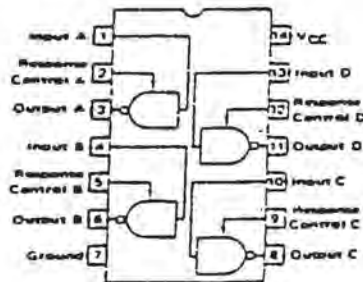 Input A 1
Response Control A 2
Output A 3
Input B 4
Response Control B 5
Output B 6
Ground 7
14 VCC
13 Input D
12 Response Control D
11 Output D
10 Input C
9 Response Control C
8 Output C